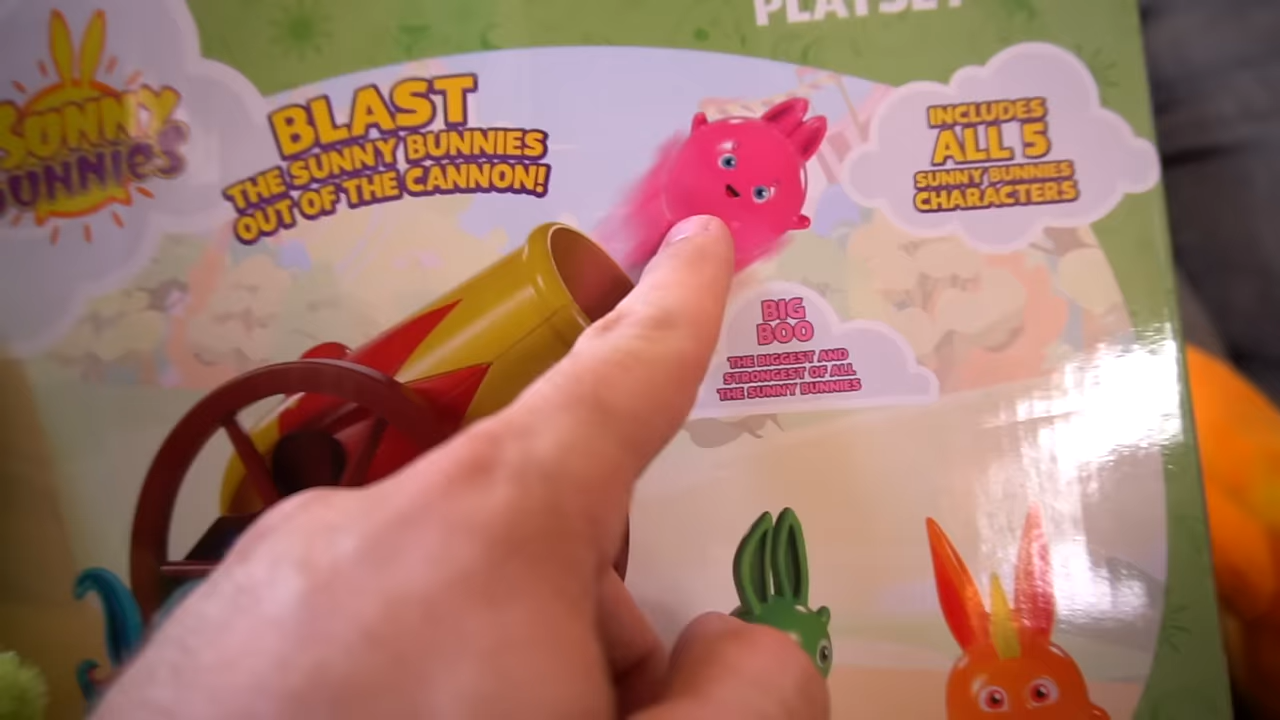 PLAYSET
SUNNY
BUNNIES
BLAST
THE SUNNY BUNNIES
OUT OF THE CANNON!
INCLUDES
ALL 5
SUNNY BUNNIES
CHARACTERS
BIG
BOO
THE BIGGEST AND
STRONGEST OF ALL
THE SUNNY BUNNIES